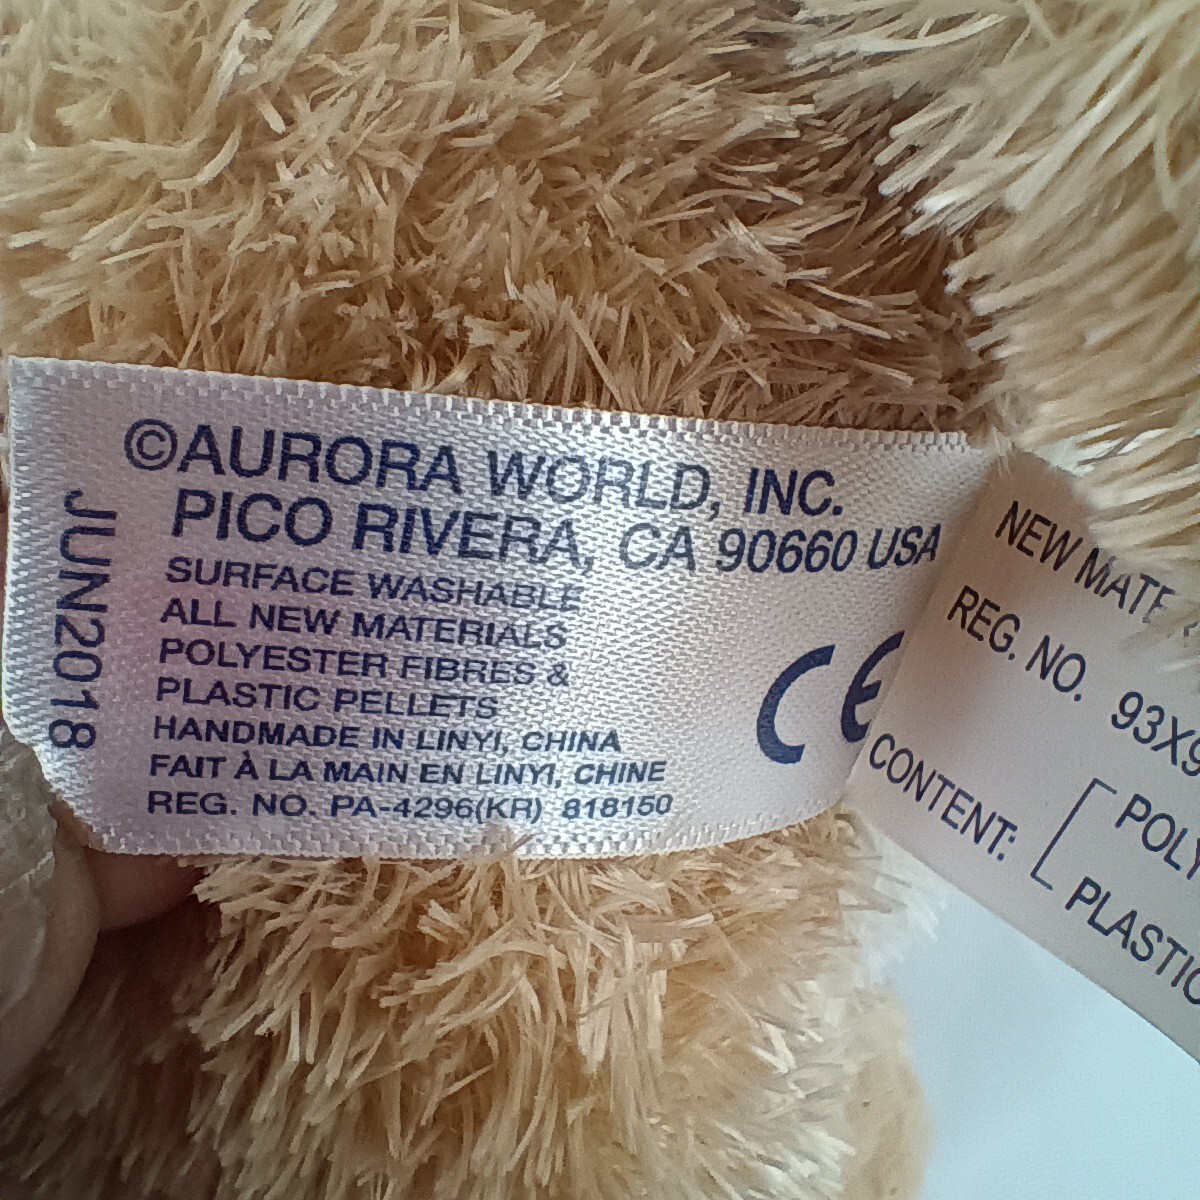 ©AURORA WORLD, INC.
PICO RIVERA, CA 90660 USA
SURFACE WASHABLE
ALL NEW MATERIALS
POLYESTER FIBRES &
PLASTIC PELLETS
HANDMADE IN LINYI, CHINA
FAIT À LA MAIN EN LINYI, CHINE
REG. NO. PA-4296(KR) 818150
JUN2018
CE
NEW
REG. NO. 93X9
CONTENT:
POLY
PLASTIC